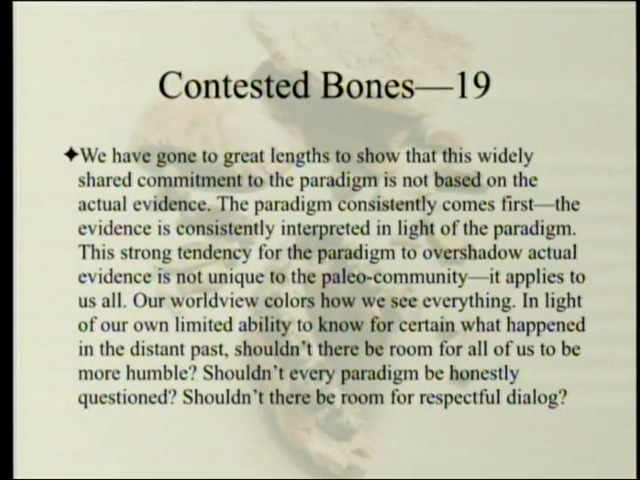 Contested Bones—19
✦We have gone to great lengths to show that this widely
shared commitment to the paradigm is not based on the
actual evidence. The paradigm consistently comes first—the
evidence is consistently interpreted in light of the paradigm.
This strong tendency for the paradigm to overshadow actual
evidence is not unique to the paleo-community—it applies to
us all. Our worldview colors how we see everything. In light
of our own limited ability to know for certain what happened
in the distant past, shouldn't there be room for all of us to be
more humble? Shouldn't every paradigm be honestly
questioned? Shouldn't there be room for respectful dialog?